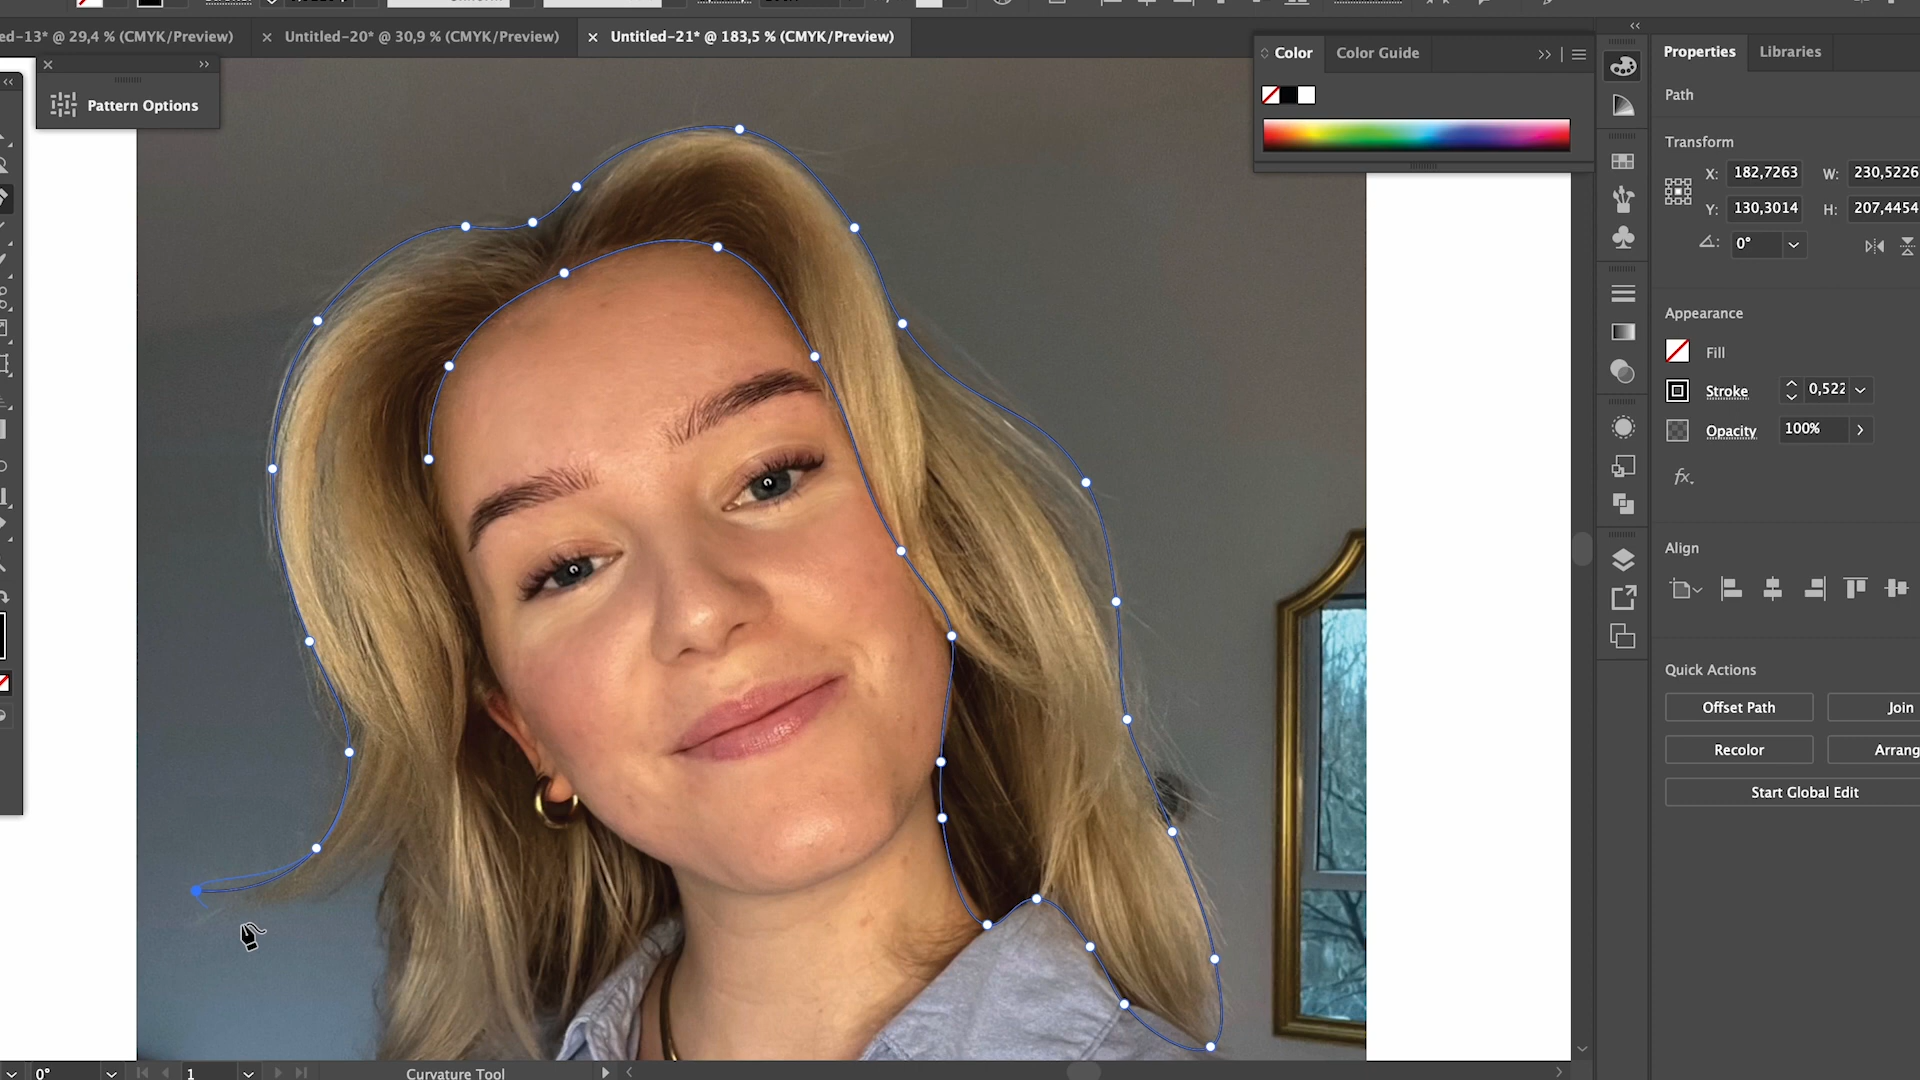 ed-13* @ 29,4 % (CMYK/Preview)
Untitled-20* @ 30,9 % (CMYK/Preview)
Untitled-21* @ 183,5 % (CMYK/Preview)
Pattern Options
Color
Color Guide
Properties
Libraries
Path
Transform
X: 182,7263
W: 230,5226
Y: 130,3014
H: 207,4454
0°
Appearance
Fill
Stroke
0,522
Opacity
100%
fx.
Align
Quick Actions
Offset Path
Join
Recolor
Arrang
Start Global Edit
0°
1
Curvature Tool